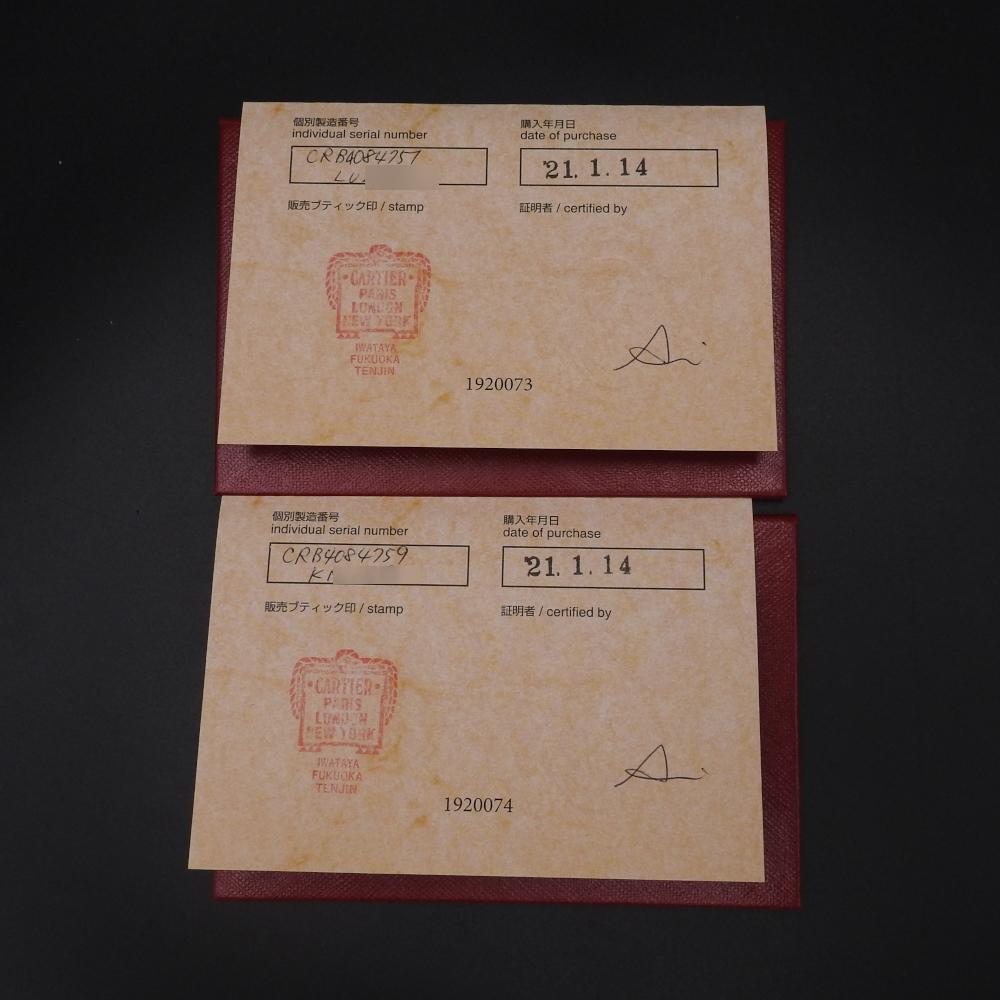 個別製造番号
individual serial number
CRB4084757
LU
購入年月日
date of purchase
'21. 1. 14
販売ブティック印 / stamp
証明者 / certified by
CARTIER
PARIS
LONDON
NEW YORK
IWATAYA
FUKUOKA
TENJIN
1920073
個別製造番号
individual serial number
CRB4084759
購入年月日
date of purchase
'21. 1. 14
販売ブティック印 / stamp
証明者 / certified by
CARTIER
PARIS
LONDON
NEW YORK
IWATAYA
FUKUOKA
TENJIN
1920074